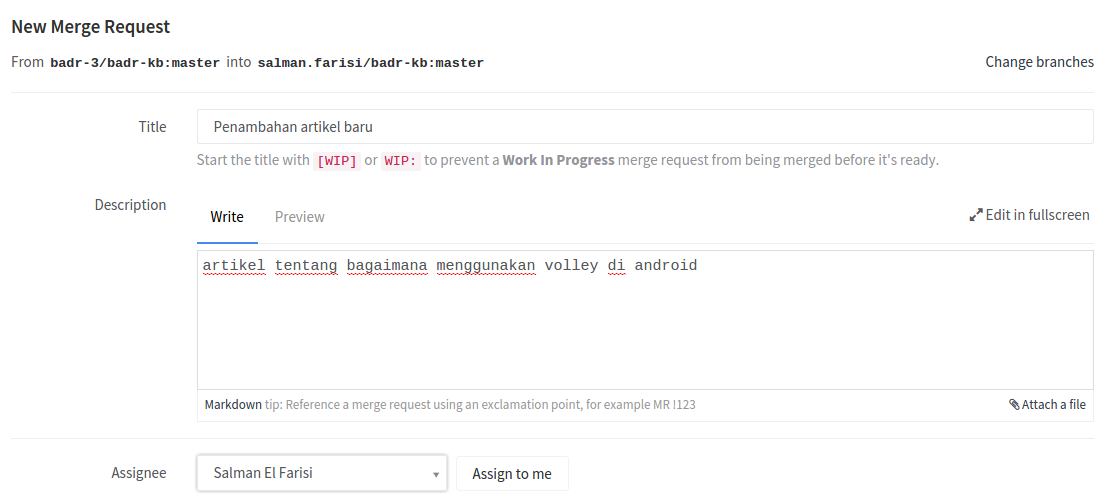 New Merge Request
From badr-3/badr-kb:master into salman.farisi/badr-kb:master Change branches
Title Penambahan artikel baru
Start the title with [WIP] or WIP: to prevent a Work In Progress merge request from being merged before it's ready.
Description Write Preview Edit in fullscreen
artikel tentang bagaimana menggunakan volley di android
Markdown tip: Reference a merge request using an exclamation point, for example MR !123 Attach a file
Assignee Salman El Farisi Assign to me